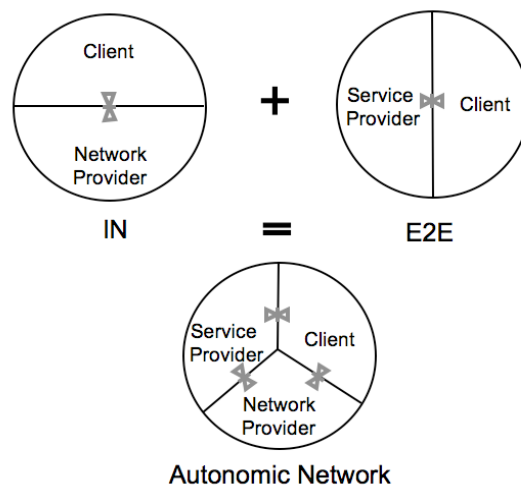 Client
Network
Provider
IN
+
Service
Provider
Client
E2E
=
Service
Provider
Client
Network
Provider
Autonomic Network